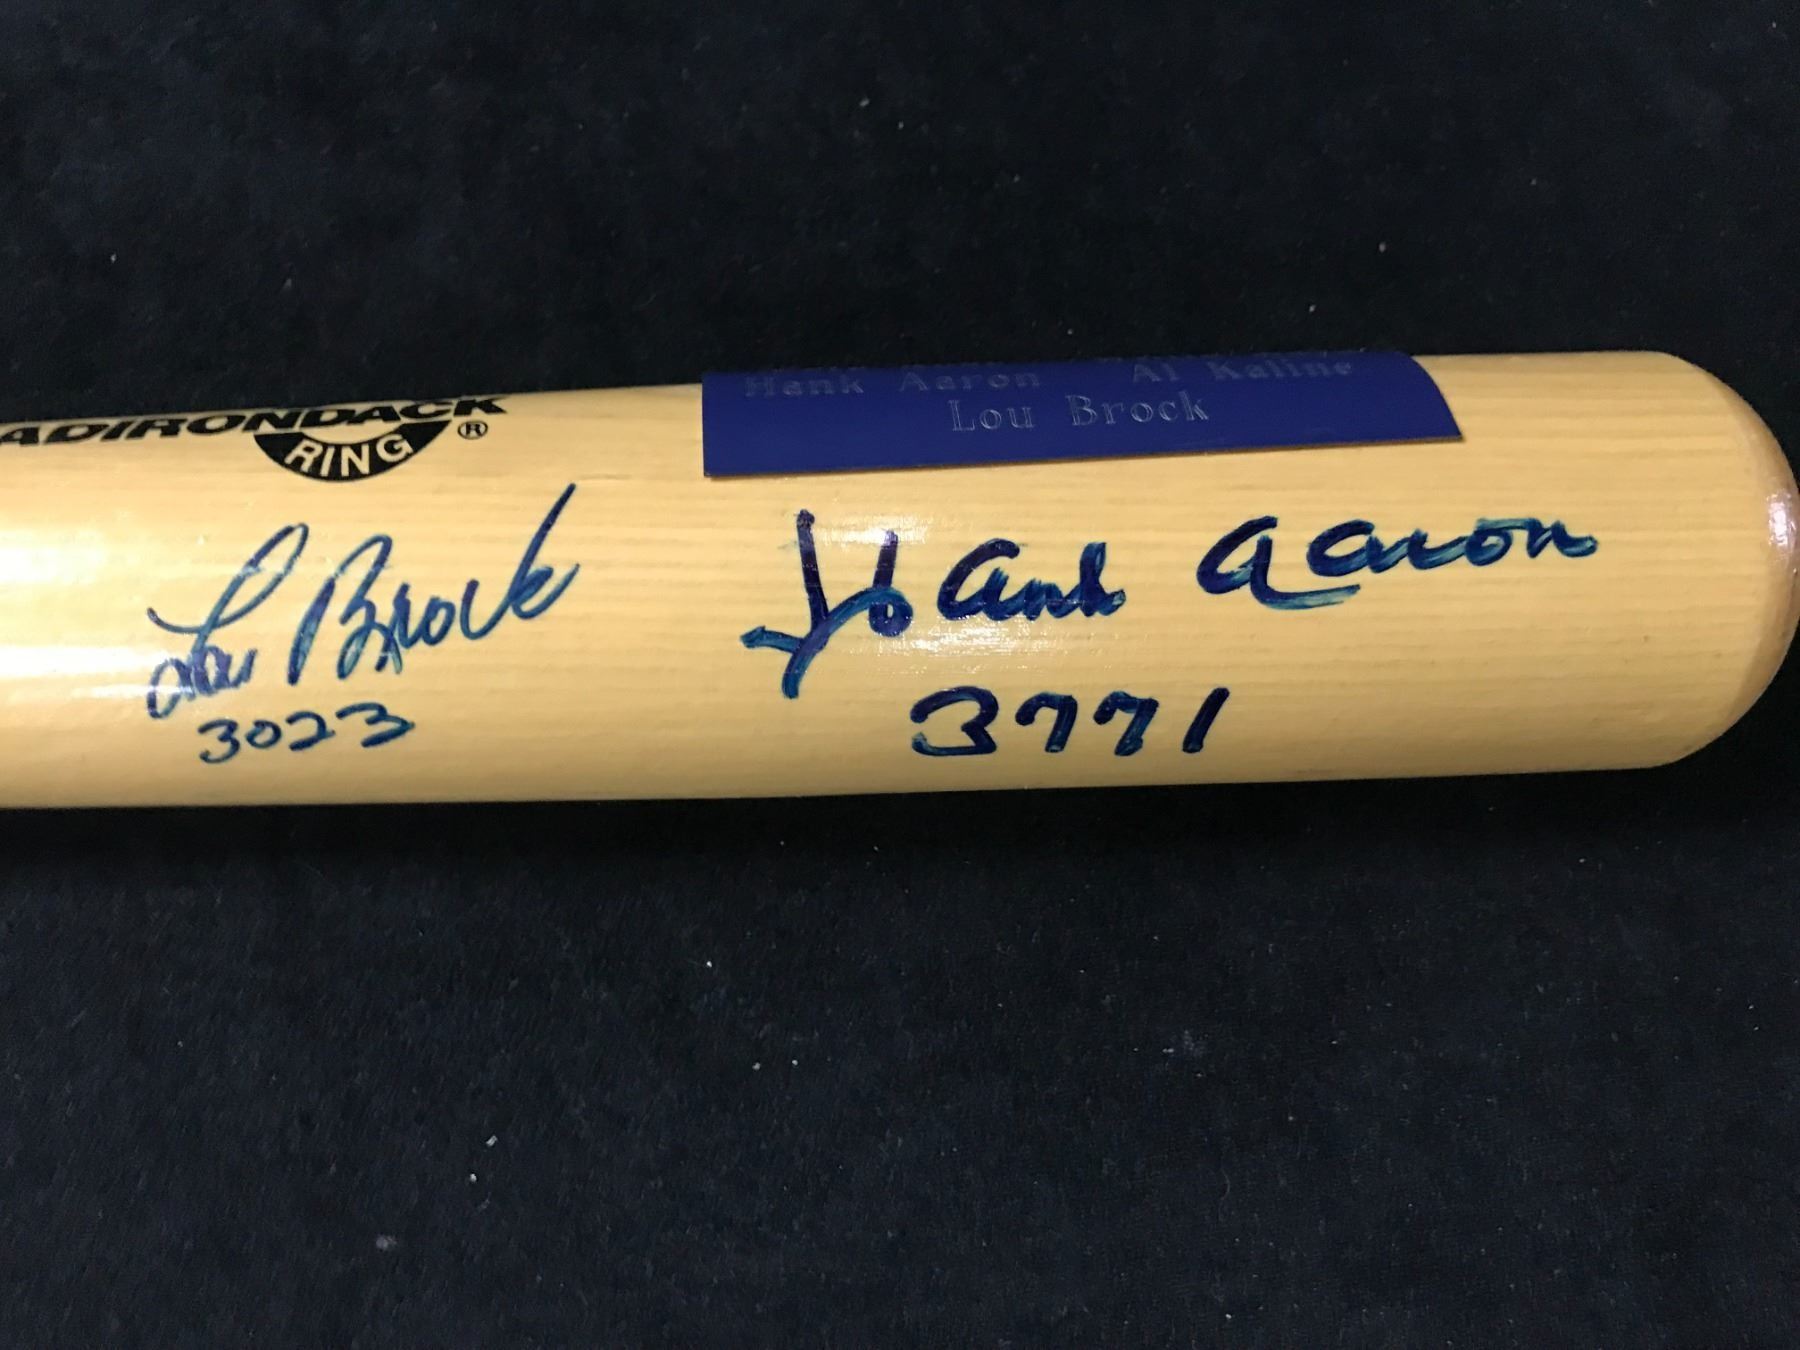 ADIRONDACK
RING®
Hank Aaron Al Kaline
Lou Brock
Lou Brock
3023
Hank Aaron
3771